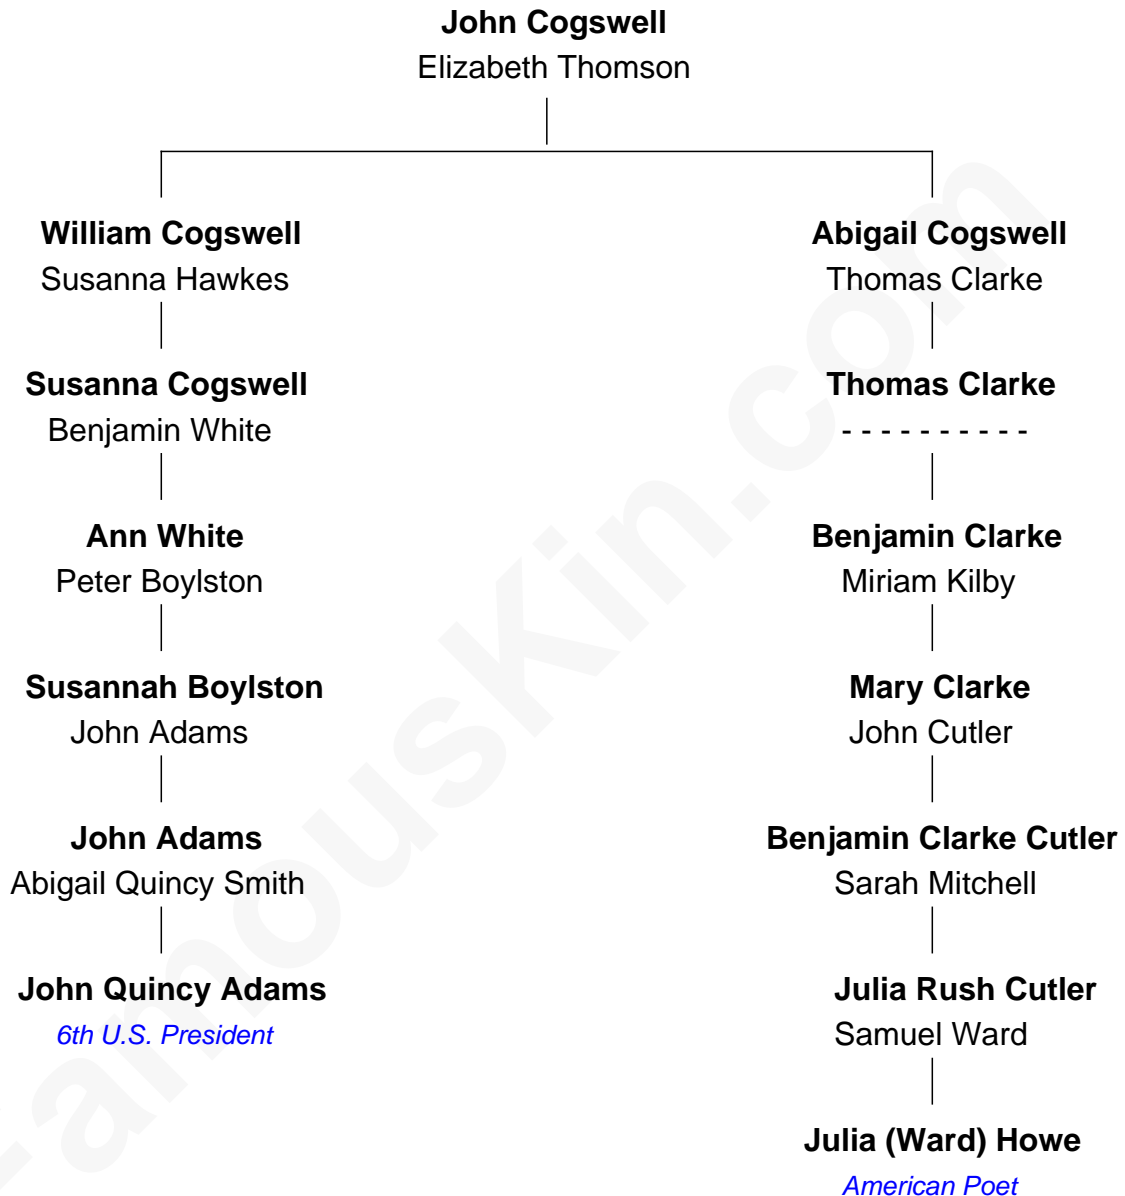 John Cogswell
Elizabeth Thomson
William Cogswell
Susanna Hawkes
Susanna Cogswell
Benjamin White
Ann White
Peter Boylston
Susannah Boylston
John Adams
John Adams
Abigail Quincy Smith
John Quincy Adams
6th U.S. President
Abigail Cogswell
Thomas Clarke
Thomas Clarke
- - - - - - - - - -
Benjamin Clarke
Miriam Kilby
Mary Clarke
John Cutler
Benjamin Clarke Cutler
Sarah Mitchell
Julia Rush Cutler
Samuel Ward
Julia (Ward) Howe
American Poet
FamousKin.com